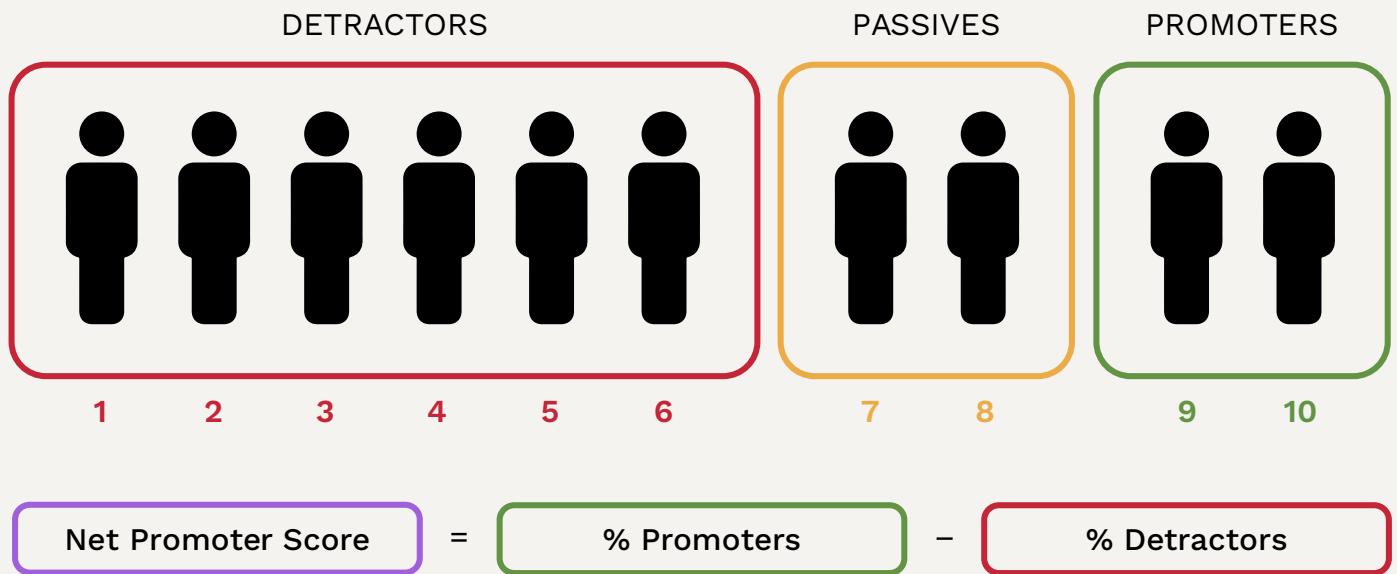 DETRACTORS PASSIVES PROMOTERS
1 2 3 4 5 6 7 8 9 10
Net Promoter Score = % Promoters – % Detractors